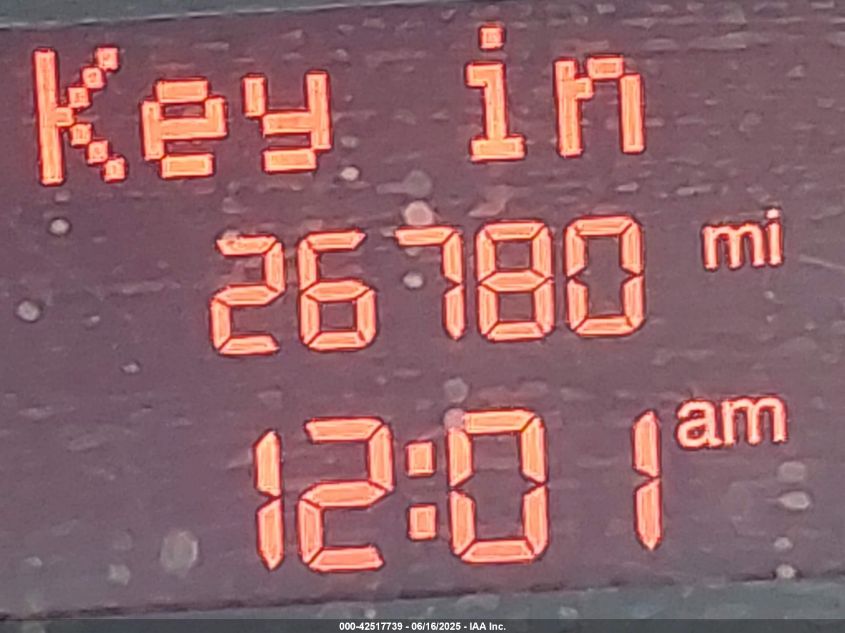 Key in
26780 mi
12:01 am
000-42517739 - 06/16/2025 - IAA Inc.